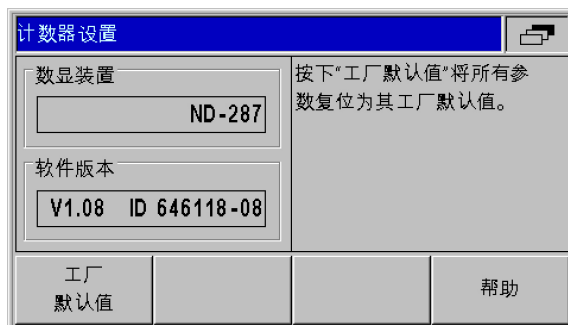 计数器设置
数显装置
ND-287
软件版本
V1.08 ID 646118-08
按下“工厂默认值”将所有参
数复位为其工厂默认值。
工厂
默认值
帮助